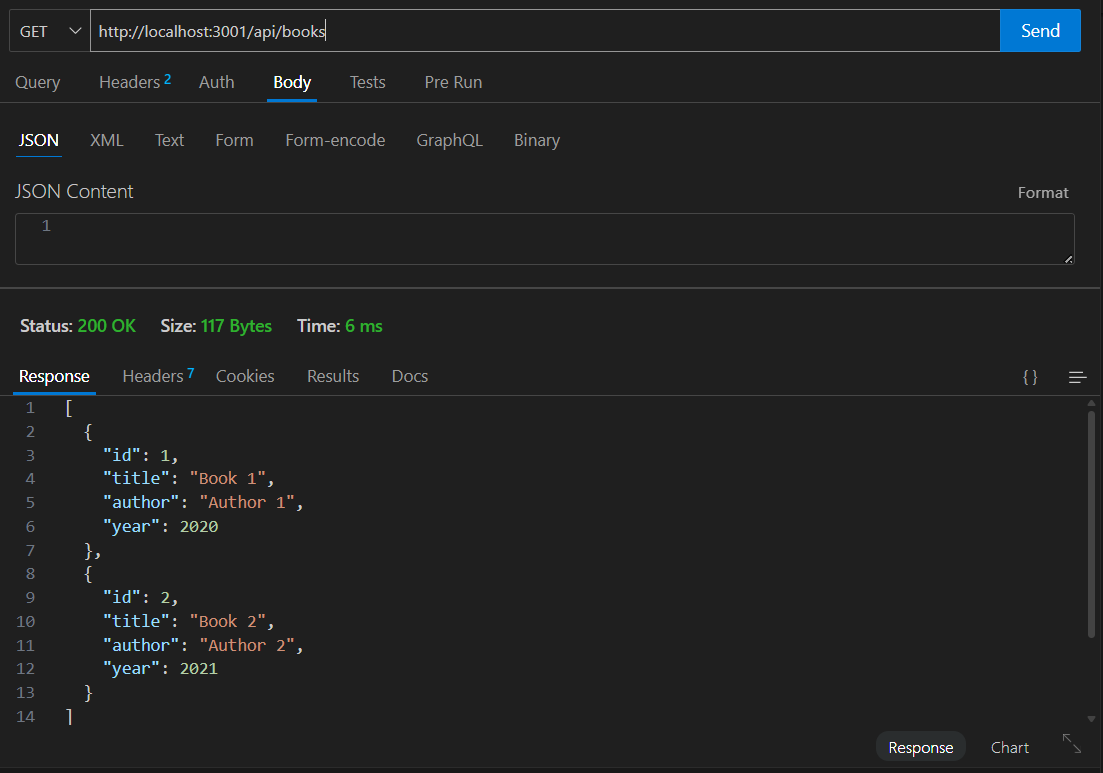 GET http://localhost:3001/api/books Send
Query Headers 2 Auth Body Tests Pre Run
JSON XML Text Form Form-encode GraphQL Binary
JSON Content Format
1
Status: 200 OK Size: 117 Bytes Time: 6 ms
Response Headers 7 Cookies Results Docs { }
1 [
2 {
3 "id": 1,
4 "title": "Book 1",
5 "author": "Author 1",
6 "year": 2020
7 },
8 {
9 "id": 2,
10 "title": "Book 2",
11 "author": "Author 2",
12 "year": 2021
13 }
14 ]
Response Chart